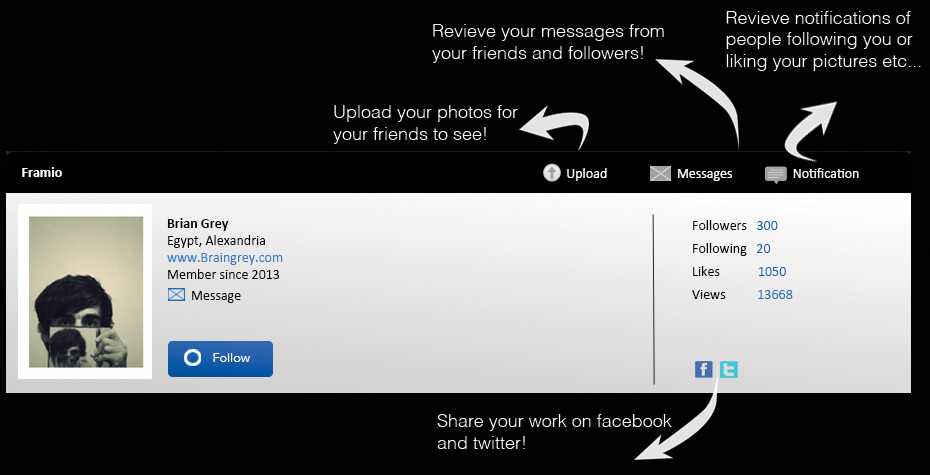 Revieve your messages from
your friends and followers!
Revieve notifications of
people following you or
liking your pictures etc...
Upload your photos for
your friends to see!
Framio
Upload
Messages
Notification
Brian Grey
Egypt, Alexandria
www.Braingrey.com
Member since 2013
Message
Follow
Followers 300
Following 20
Likes 1050
Views 13668
f t
Share your work on facebook
and twitter!